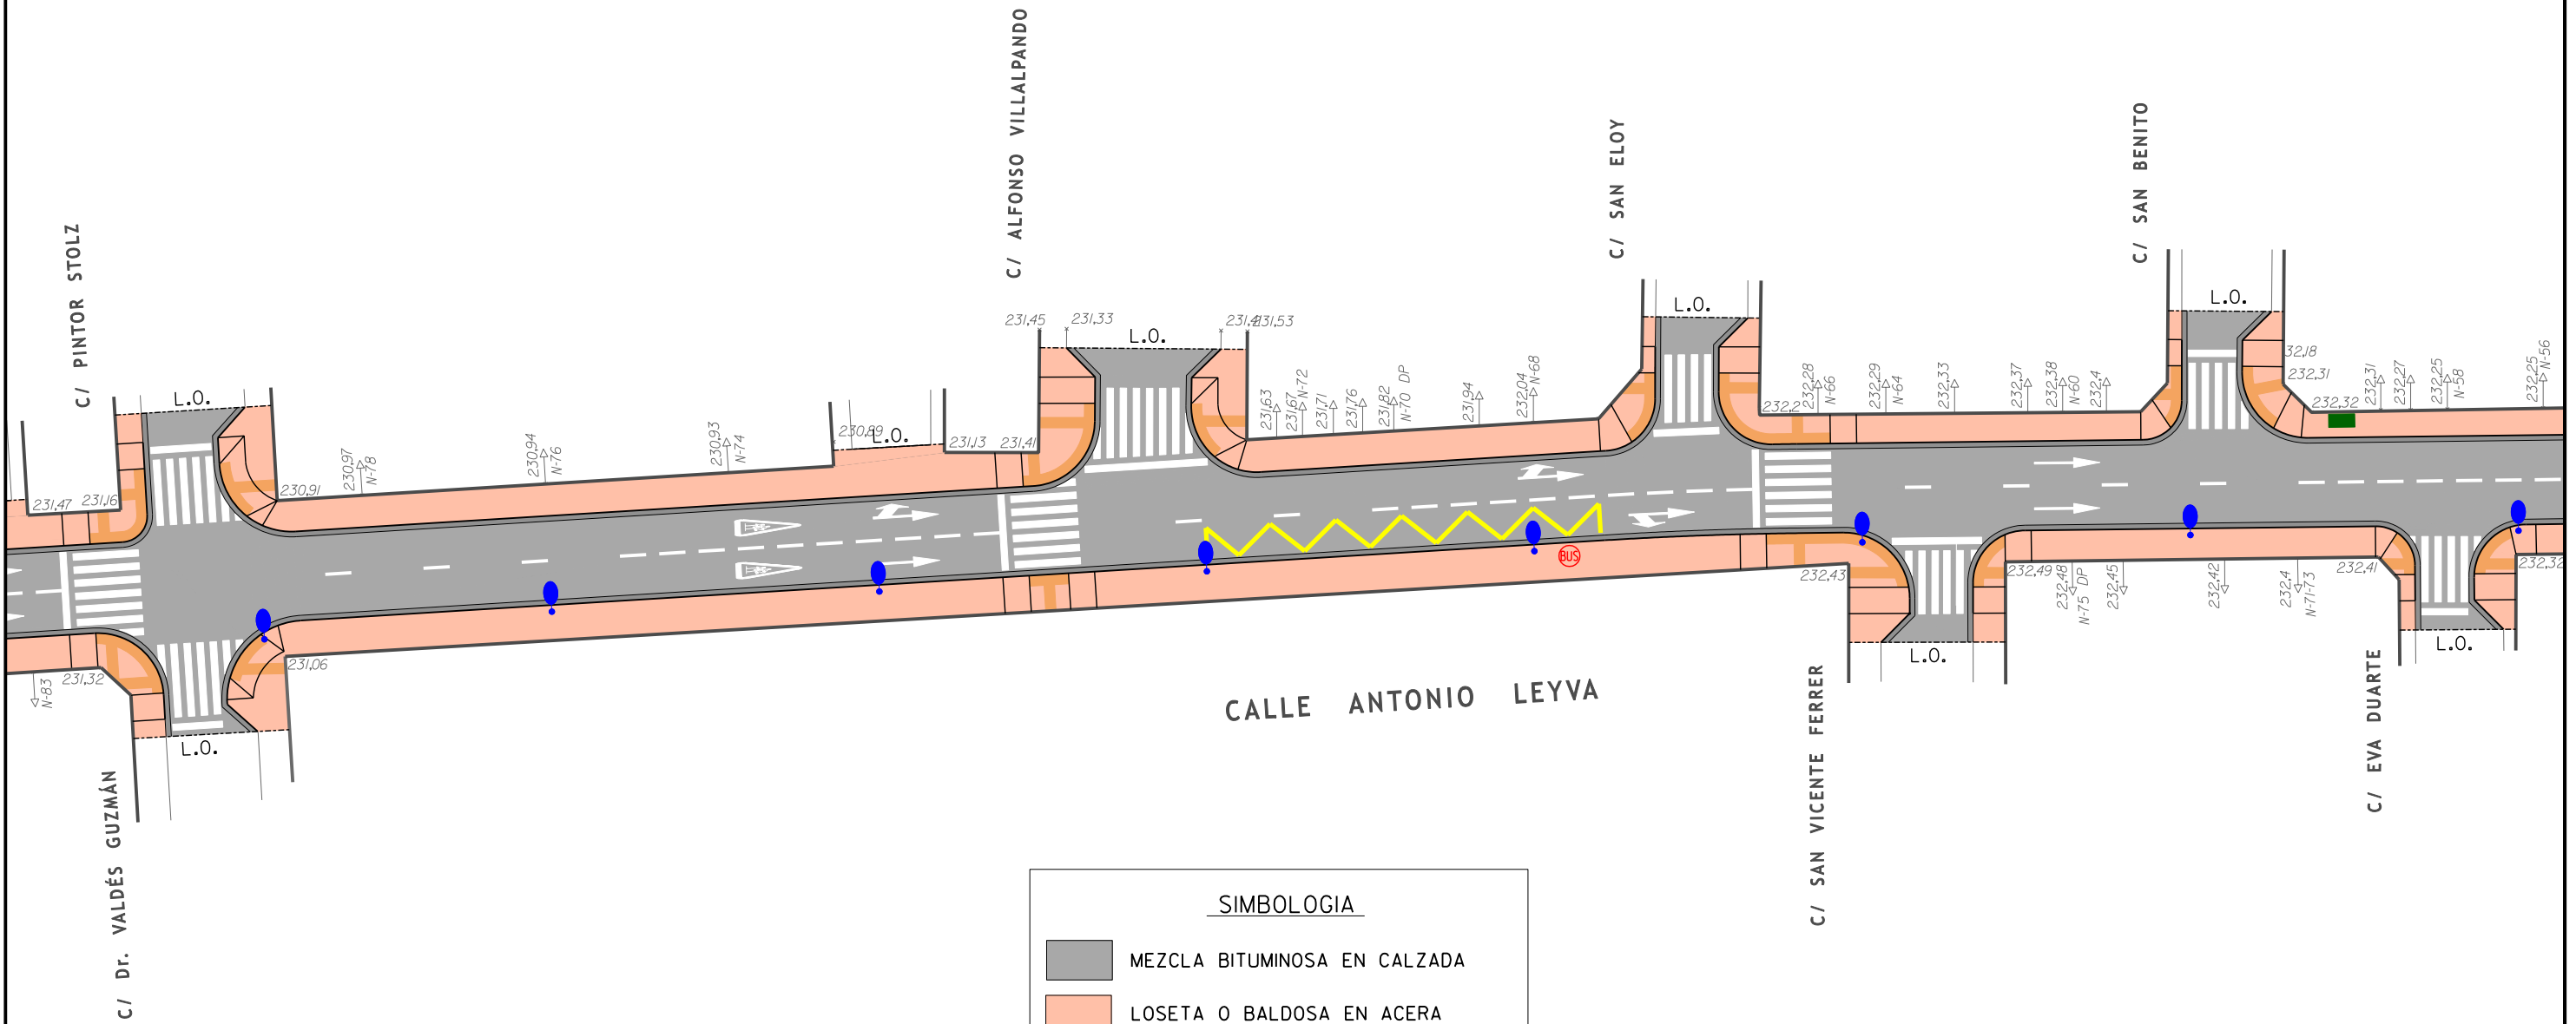 C/ PINTOR STOLZ
C/ ALFONSO VILLALPANDO
C/ SAN ELOY
C/ SAN BENITO
L.O.
L.O.
L.O.
L.O.
L.O.
231,47
231,16
230,91
230,97
N-78
230,94
N-76
230,93
N-74
230,89
231,13
231,41
231,45
231,33
231,53
231,63
231,67
N-72
231,71
231,76
231,82
N-70 DP
231,94
232,04
N-68
232,2
232,28
N-66
232,29
N-64
232,33
232,37
232,38
N-60
232,4
32,18
232,31
232,32
232,31
232,27
232,25
N-58
232,25
N-56
BUS
N-83
231,32
231,06
L.O.
232,43
L.O.
232,49
232,48
N-75 DP
232,45
232,42
232,4
N-71-73
232,41
L.O.
232,32
CALLE ANTONIO LEYVA
C/ Dr. VALDÉS GUZMÁN
C/ SAN VICENTE FERRER
C/ EVA DUARTE
SIMBOLOGIA
MEZCLA BITUMINOSA EN CALZADA
LOSETA O BALDOSA EN ACERA